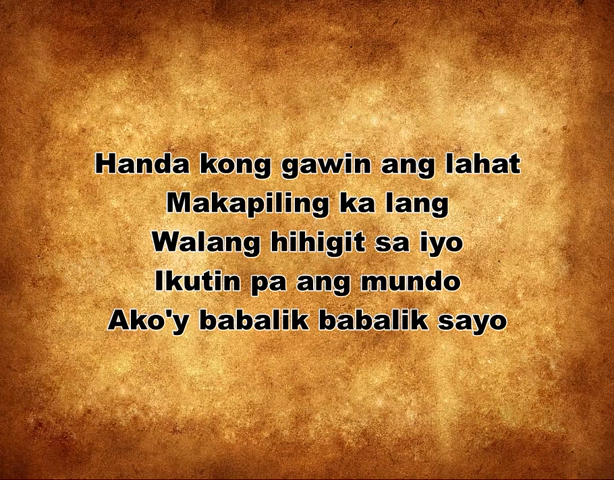 Handa kong gawin ang lahat
Makapiling ka lang
Walang hihigit sa iyo
Ikutin pa ang mundo
Ako'y babalik babalik sayo